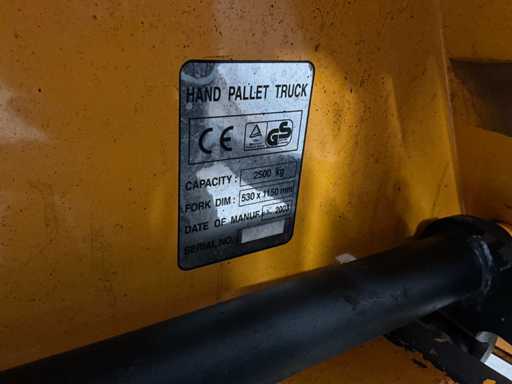 HAND PALLET TRUCK
CE GS
CAPACITY : 2500 kg
FORK DIM : 530 x 1150 mm
DATE OF MANUF
SERIAL NO.